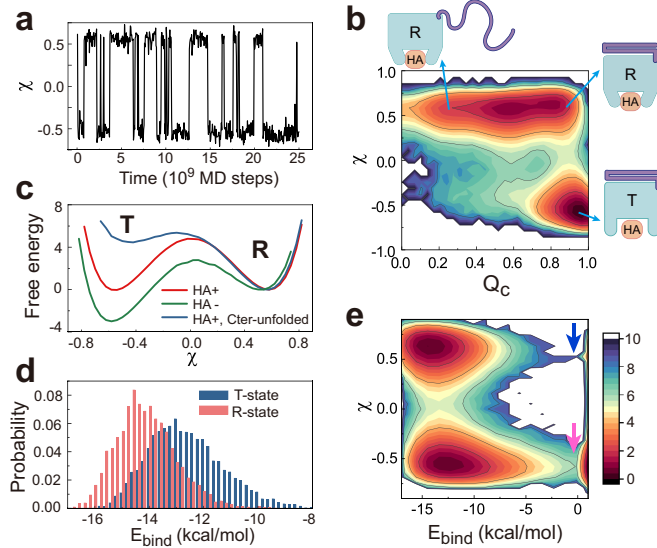 a
0.5
0.0
-0.5
χ
0
5
10
15
20
25
Time (10⁹ MD steps)
b
R
HA
R
HA
T
HA
1.0
0.5
0.0
-0.5
-1.0
χ
0.0
0.2
0.4
0.6
0.8
1.0
Q_c
c
T
R
8
4
0
-4
Free energy
HA+
HA -
HA+, Cter-unfolded
-0.8
-0.4
0.0
0.4
0.8
χ
d
T-state
R-state
0.08
0.06
0.04
0.02
0.00
Probability
-16
-14
-12
-10
-8
E_bind (kcal/mol)
e
0.5
0.0
-0.5
χ
-15
-10
-5
0
E_bind (kcal/mol)
10
8
6
4
2
0